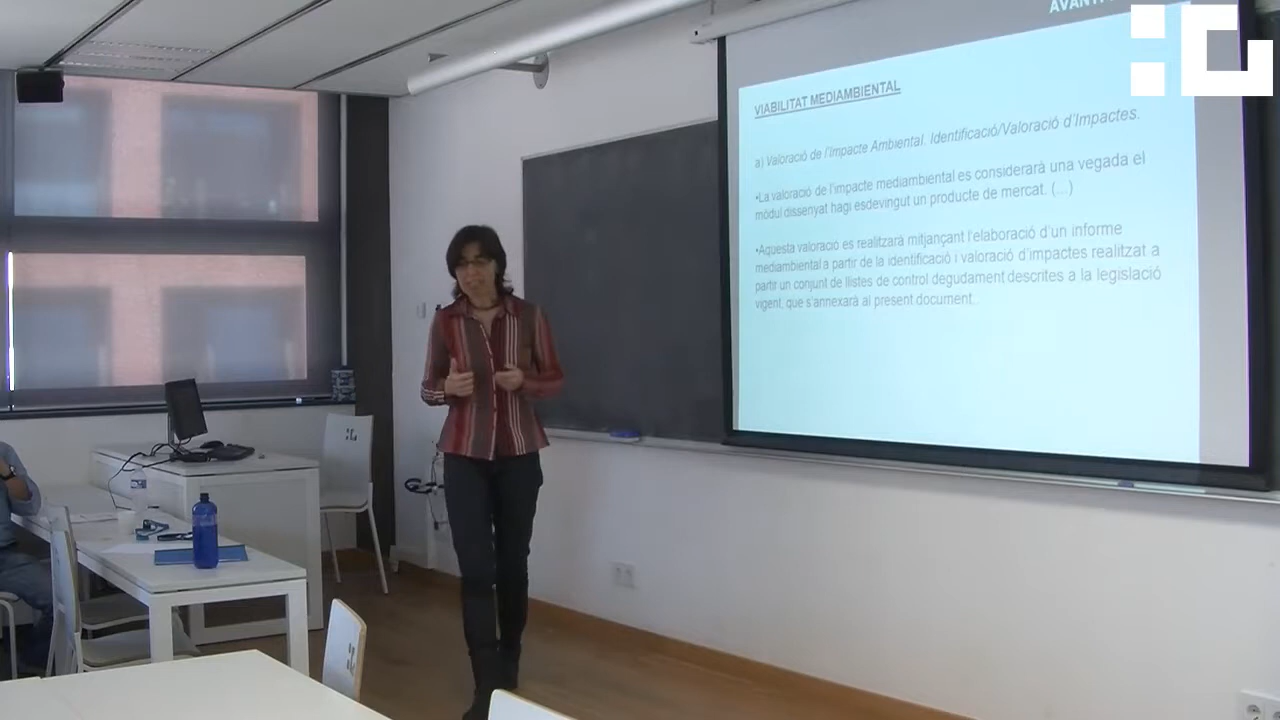 VIABILITAT MEDIAMBIENTAL
a) Valoració de l'Impacte Ambiental. Identificació/Valoració d'Impactes.
•La valoració de l'impacte mediambiental es considerarà una vegada el
mòdul dissenyat hagi esdevingut un producte de mercat. (...)
•Aquesta valoració es realitzarà mitjançant l'elaboració d'un informe
mediambiental a partir de la identificació i valoració d'impactes realitzat a
partir un conjunt de llistes de control degudament descrites a la legislació
vigent, que s'annexarà al present document.